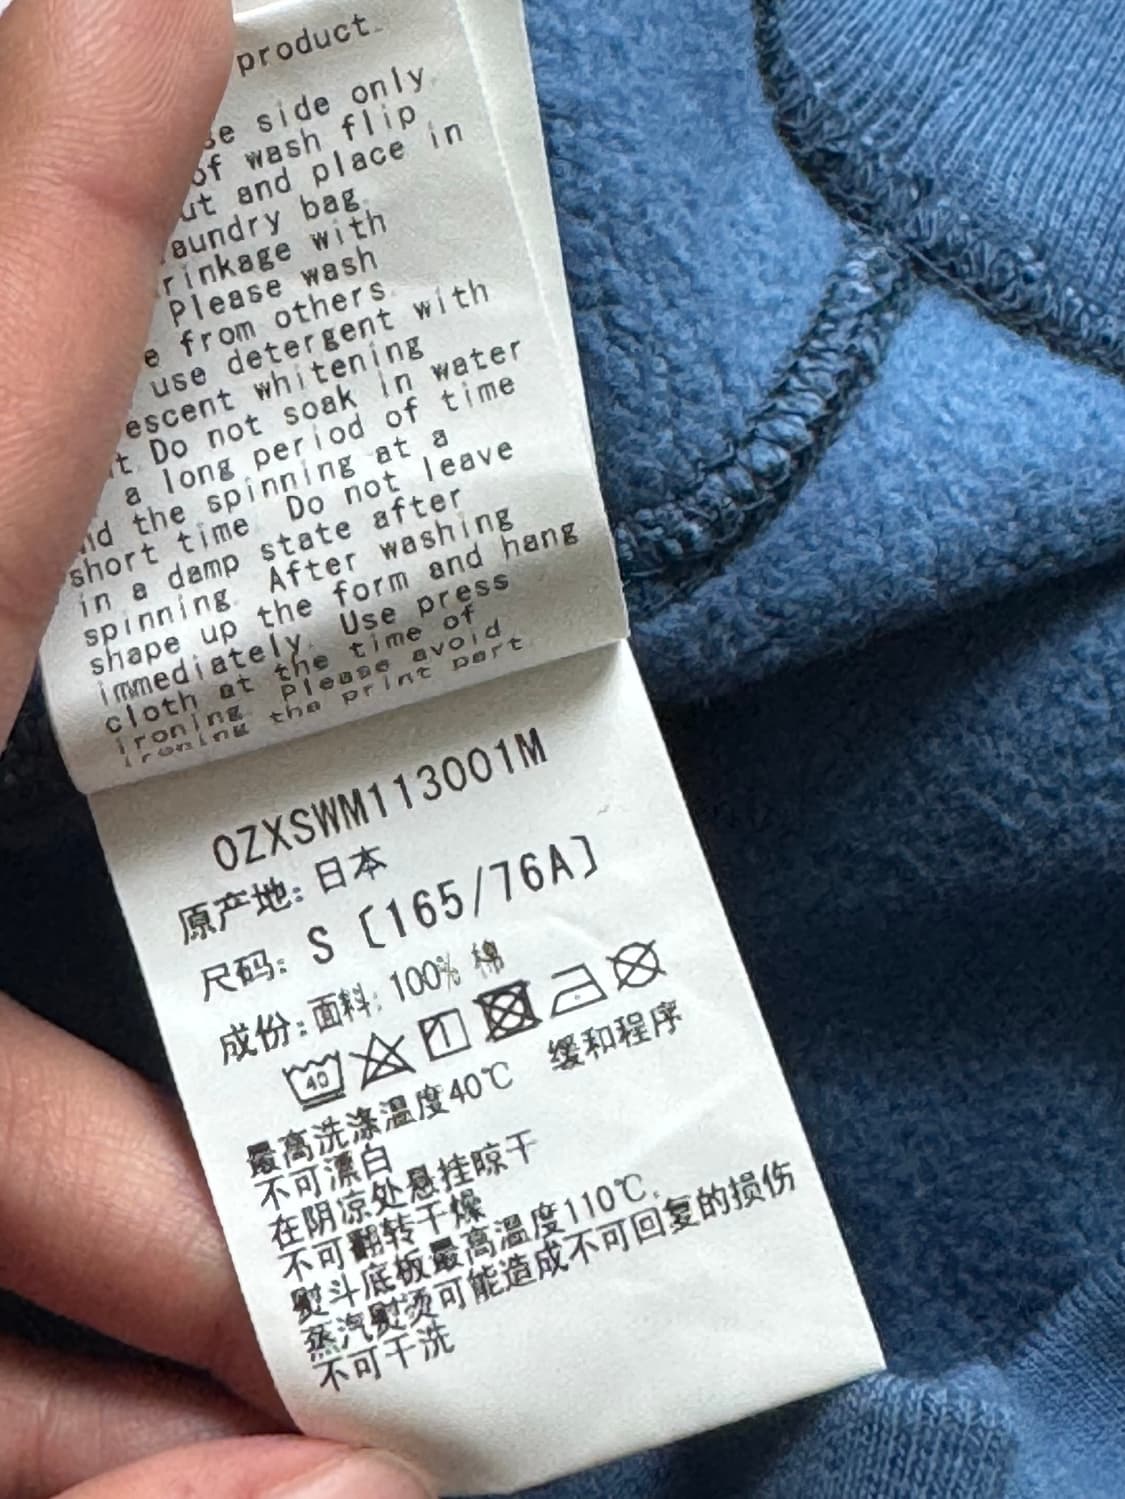 product.
side only.
of wash flip
and place in
bag.
with
Please wash
from others.
use detergent with
whitening
Do not soak in water
a long period of time
the spinning at a
short time. Do not leave
in a damp state after
spinning. After washing
shape up the form and hang
immediately. Use press
cloth at the time of
ironing. Please avoid
ironing the print part.
0ZXSWM113001M
原产地: 日本
尺码: S〔165/76A〕
成份: 面料: 100% 棉
40
最高洗涤温度40℃ 缓和程序
不可漂白
在阴凉处悬挂晾干
不可翻转干燥
熨斗底板最高温度110℃,
蒸汽熨烫可能造成不可回复的损伤
不可干洗